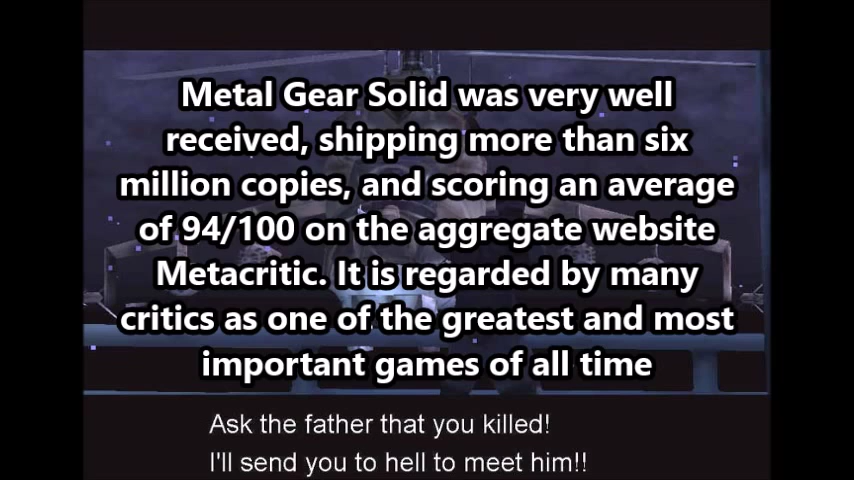 Metal Gear Solid was very well
received, shipping more than six
million copies, and scoring an average
of 94/100 on the aggregate website
Metacritic. It is regarded by many
critics as one of the greatest and most
important games of all time
Ask the father that you killed!
I'll send you to hell to meet him!!